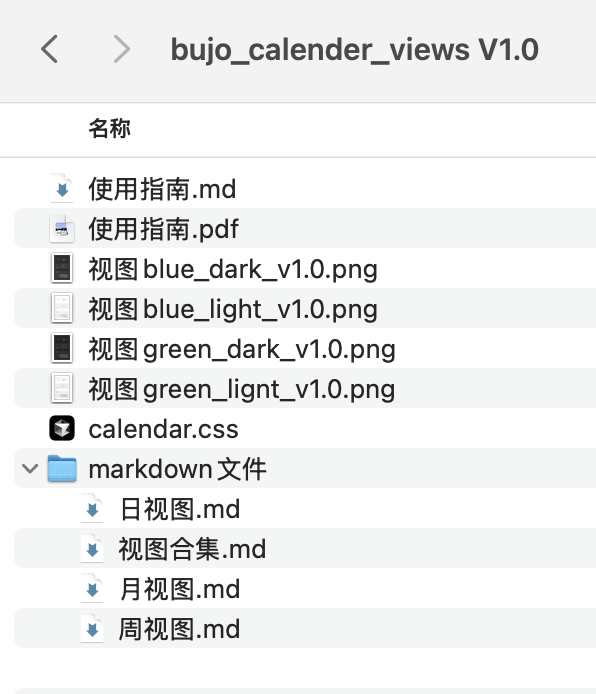 bujo_calender_views V1.0
名称
使用指南.md
使用指南.pdf
视图blue_dark_v1.0.png
视图blue_light_v1.0.png
视图green_dark_v1.0.png
视图green_lignt_v1.0.png
calendar.css
markdown文件
日视图.md
视图合集.md
月视图.md
周视图.md